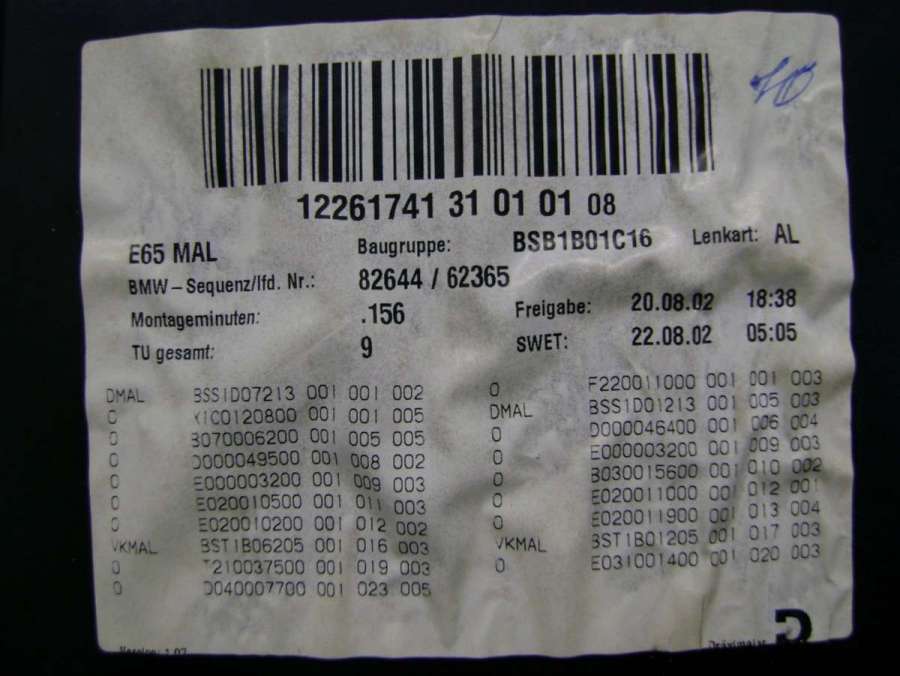 12261741 31 01 01 08
E65 MAL Baugruppe: BSB1B01C16 Lenkart: AL
BMW-Sequenz/lfd. Nr.: 82644 / 62365
Montageminuten: .156 Freigabe: 20.08.02 18:38
TU gesamt: 9 SWET: 22.08.02 05:05
DMAL BSS1D07213 001 001 002 0 F220011000 001 001 003
0 X1C0120800 001 001 005 DMAL BSS1D01213 001 005 003
0 B070006200 001 005 005 0 D000046400 001 006 004
0 D000049500 001 008 002 0 E000003200 001 009 003
0 E000003200 001 009 003 0 B030015600 001 010 002
0 E020010500 001 011 003 0 E020011000 001 012 001
0 E020010200 001 012 002 0 E020011900 001 013 004
VKMAL BST1B06205 001 016 003 VKMAL BST1B01205 001 017 003
0 T210037500 001 019 003 0 E031001400 001 020 003
0 D040007700 001 023 005
Version: 1.07 Dräxlmaier